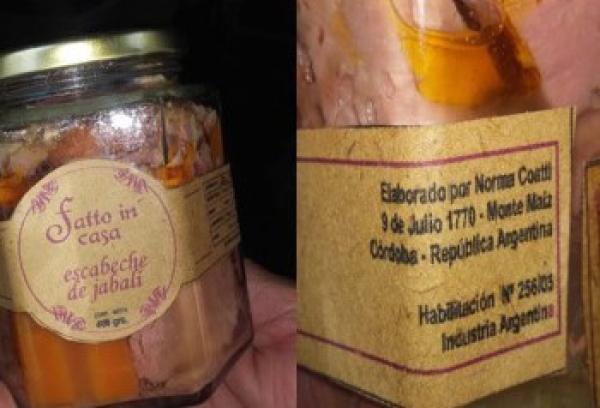 Fatto in
casa
escabeche
de jabalí
Elaborado por Norma Coatti
9 de Julio 1770 - Monte Maíz
Córdoba - República Argentina
Habilitación Nº 256/05
Industria Argentina